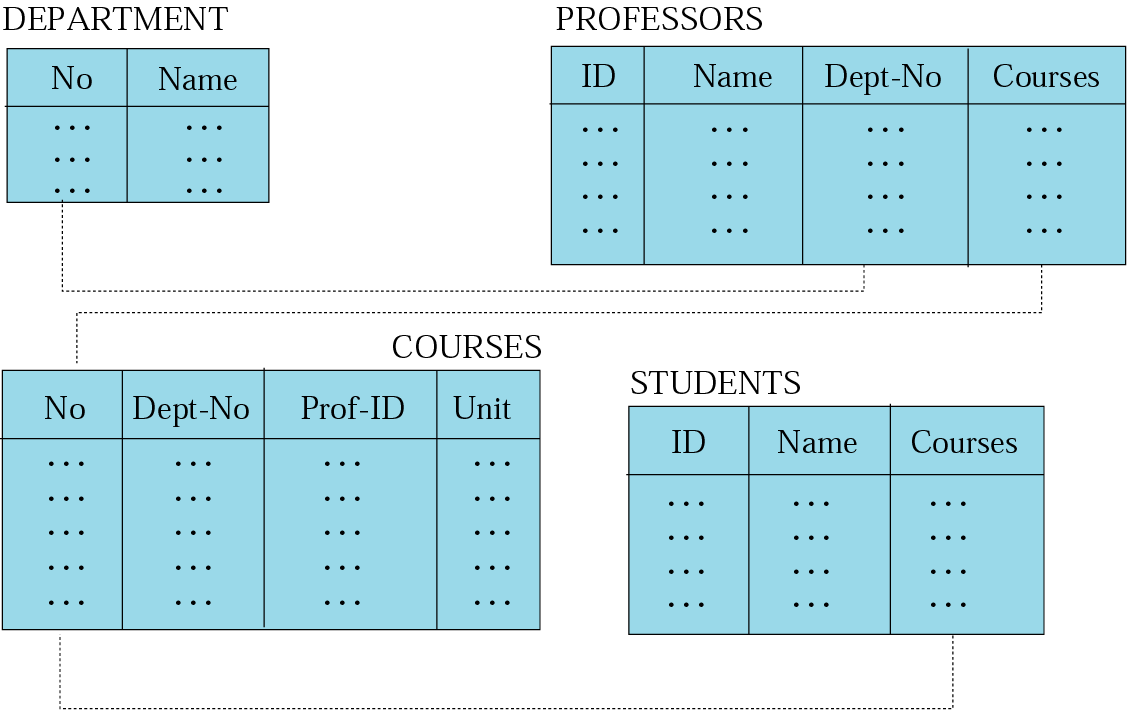 DEPARTMENT
No Name
... ...
... ...
... ...
PROFESSORS
ID Name Dept-No Courses
... ... ... ...
... ... ... ...
... ... ... ...
... ... ... ...
COURSES
No Dept-No Prof-ID Unit
... ... ... ...
... ... ... ...
... ... ... ...
... ... ... ...
... ... ... ...
STUDENTS
ID Name Courses
... ... ...
... ... ...
... ... ...
... ... ...